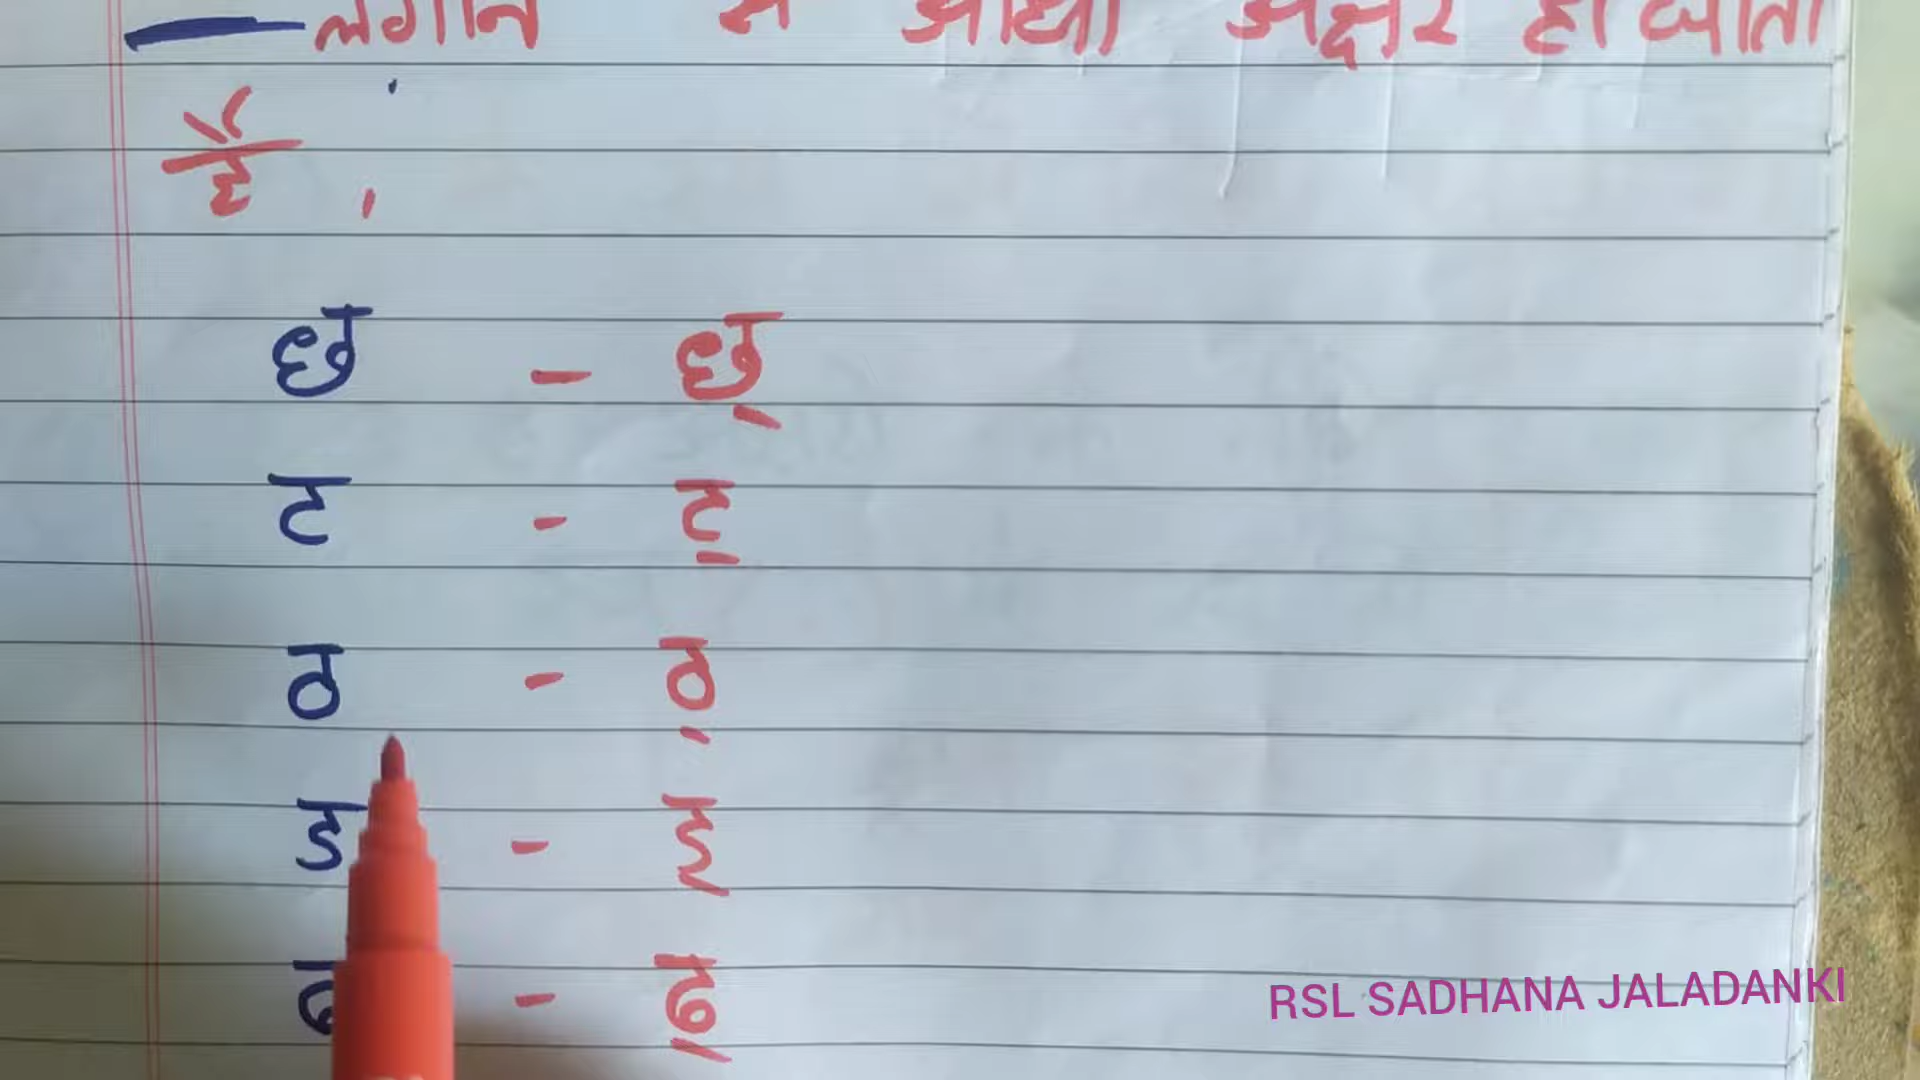 लगाने से आधा अक्षर हो जाता
है ।
छ - छ्
ट - ट्
ठ - ठ्
ड - ड्
ढ - ढ्
RSL SADHANA JALADANKI